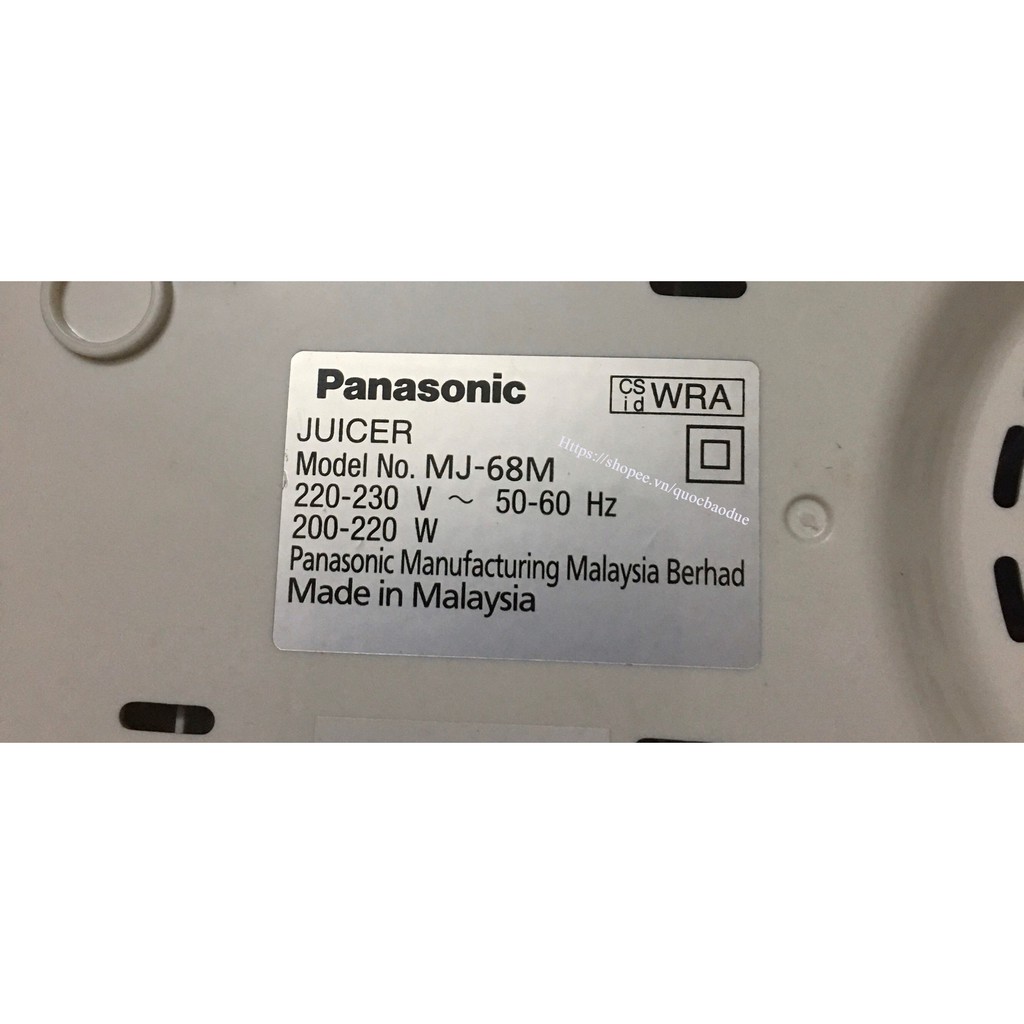 Panasonic
CS id WRA
JUICER
Model No. MJ-68M
220-230 V ~ 50-60 Hz
200-220 W
Panasonic Manufacturing Malaysia Berhad
Made in Malaysia
Https://shopee.vn/quocbaodue